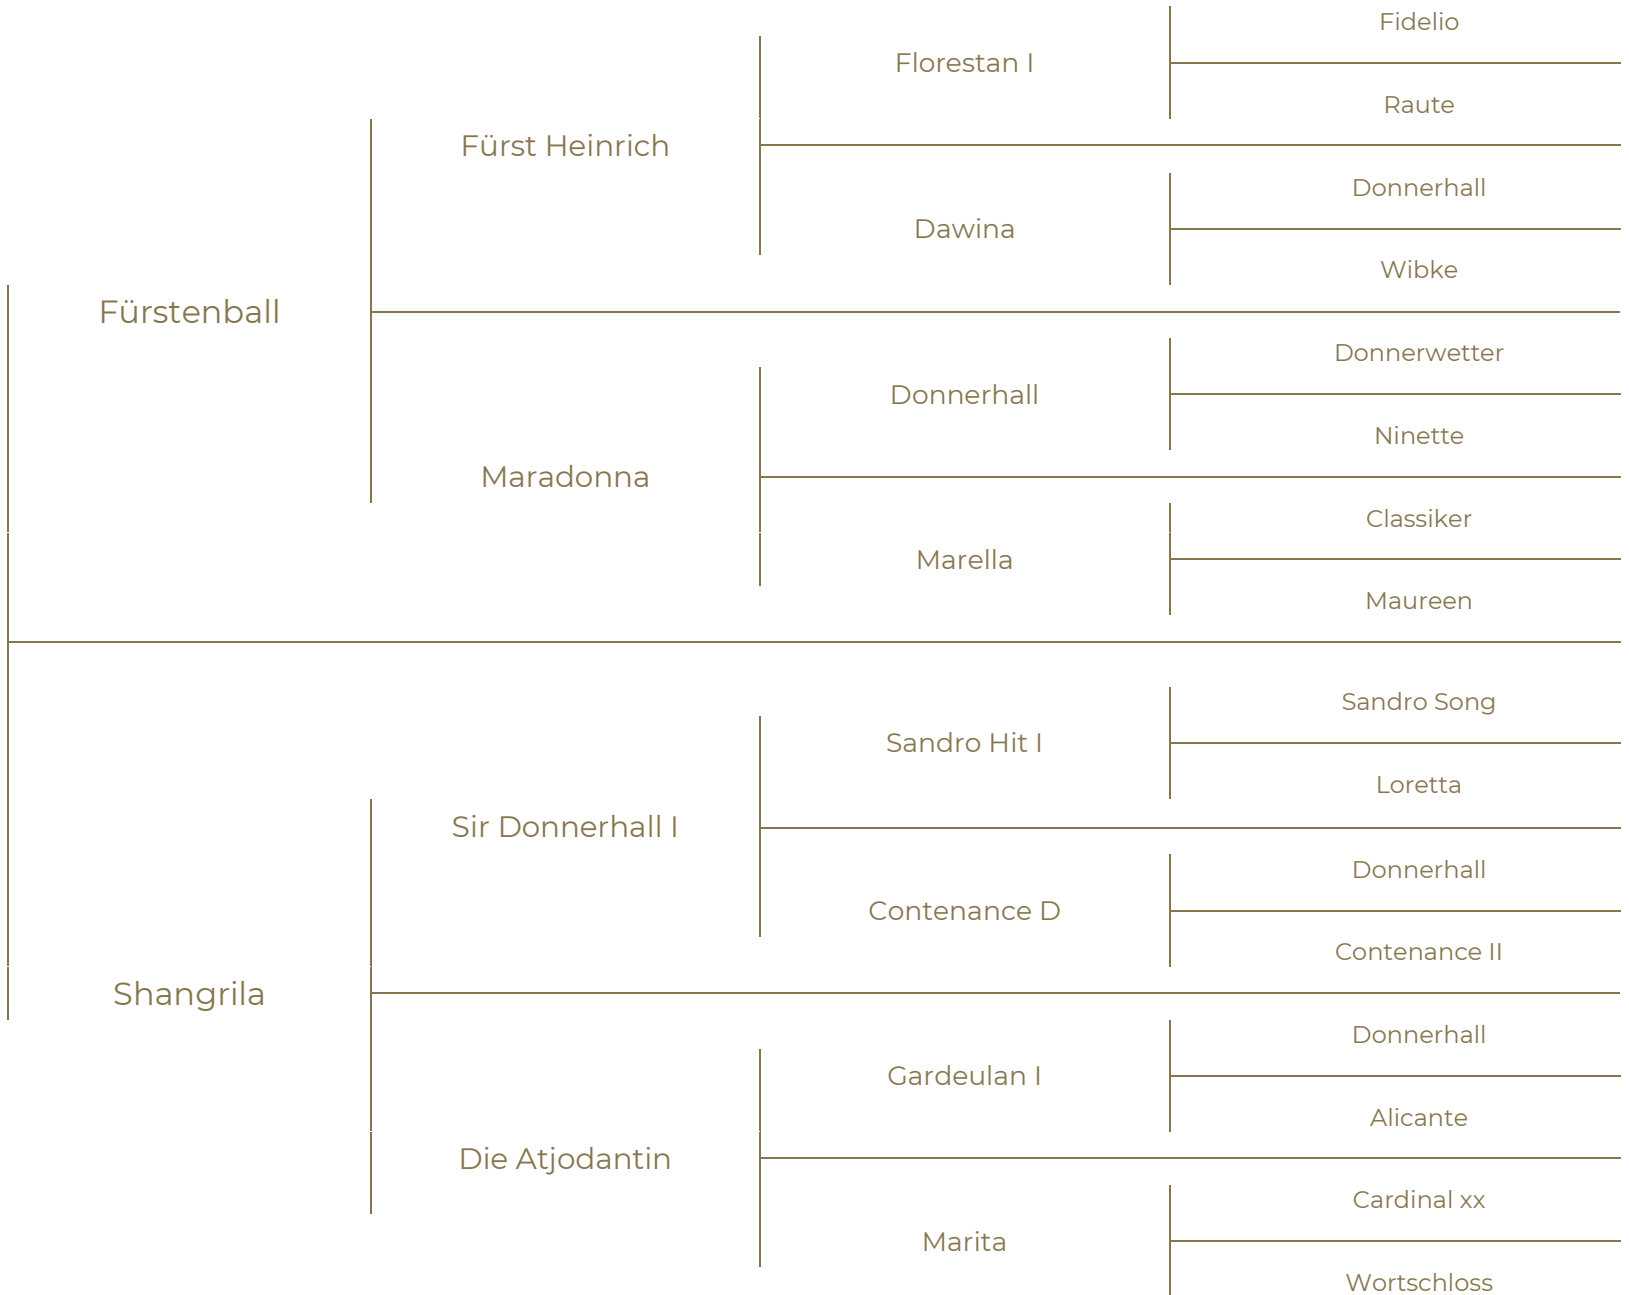 Fidelio
Florestan I
Raute
Fürst Heinrich
Donnerhall
Dawina
Wibke
Fürstenball
Donnerwetter
Donnerhall
Ninette
Maradonna
Classiker
Marella
Maureen
Sandro Song
Sandro Hit I
Loretta
Sir Donnerhall I
Donnerhall
Contenance D
Contenance II
Shangrila
Donnerhall
Gardeulan I
Alicante
Die Atjodantin
Cardinal xx
Marita
Wortschloss